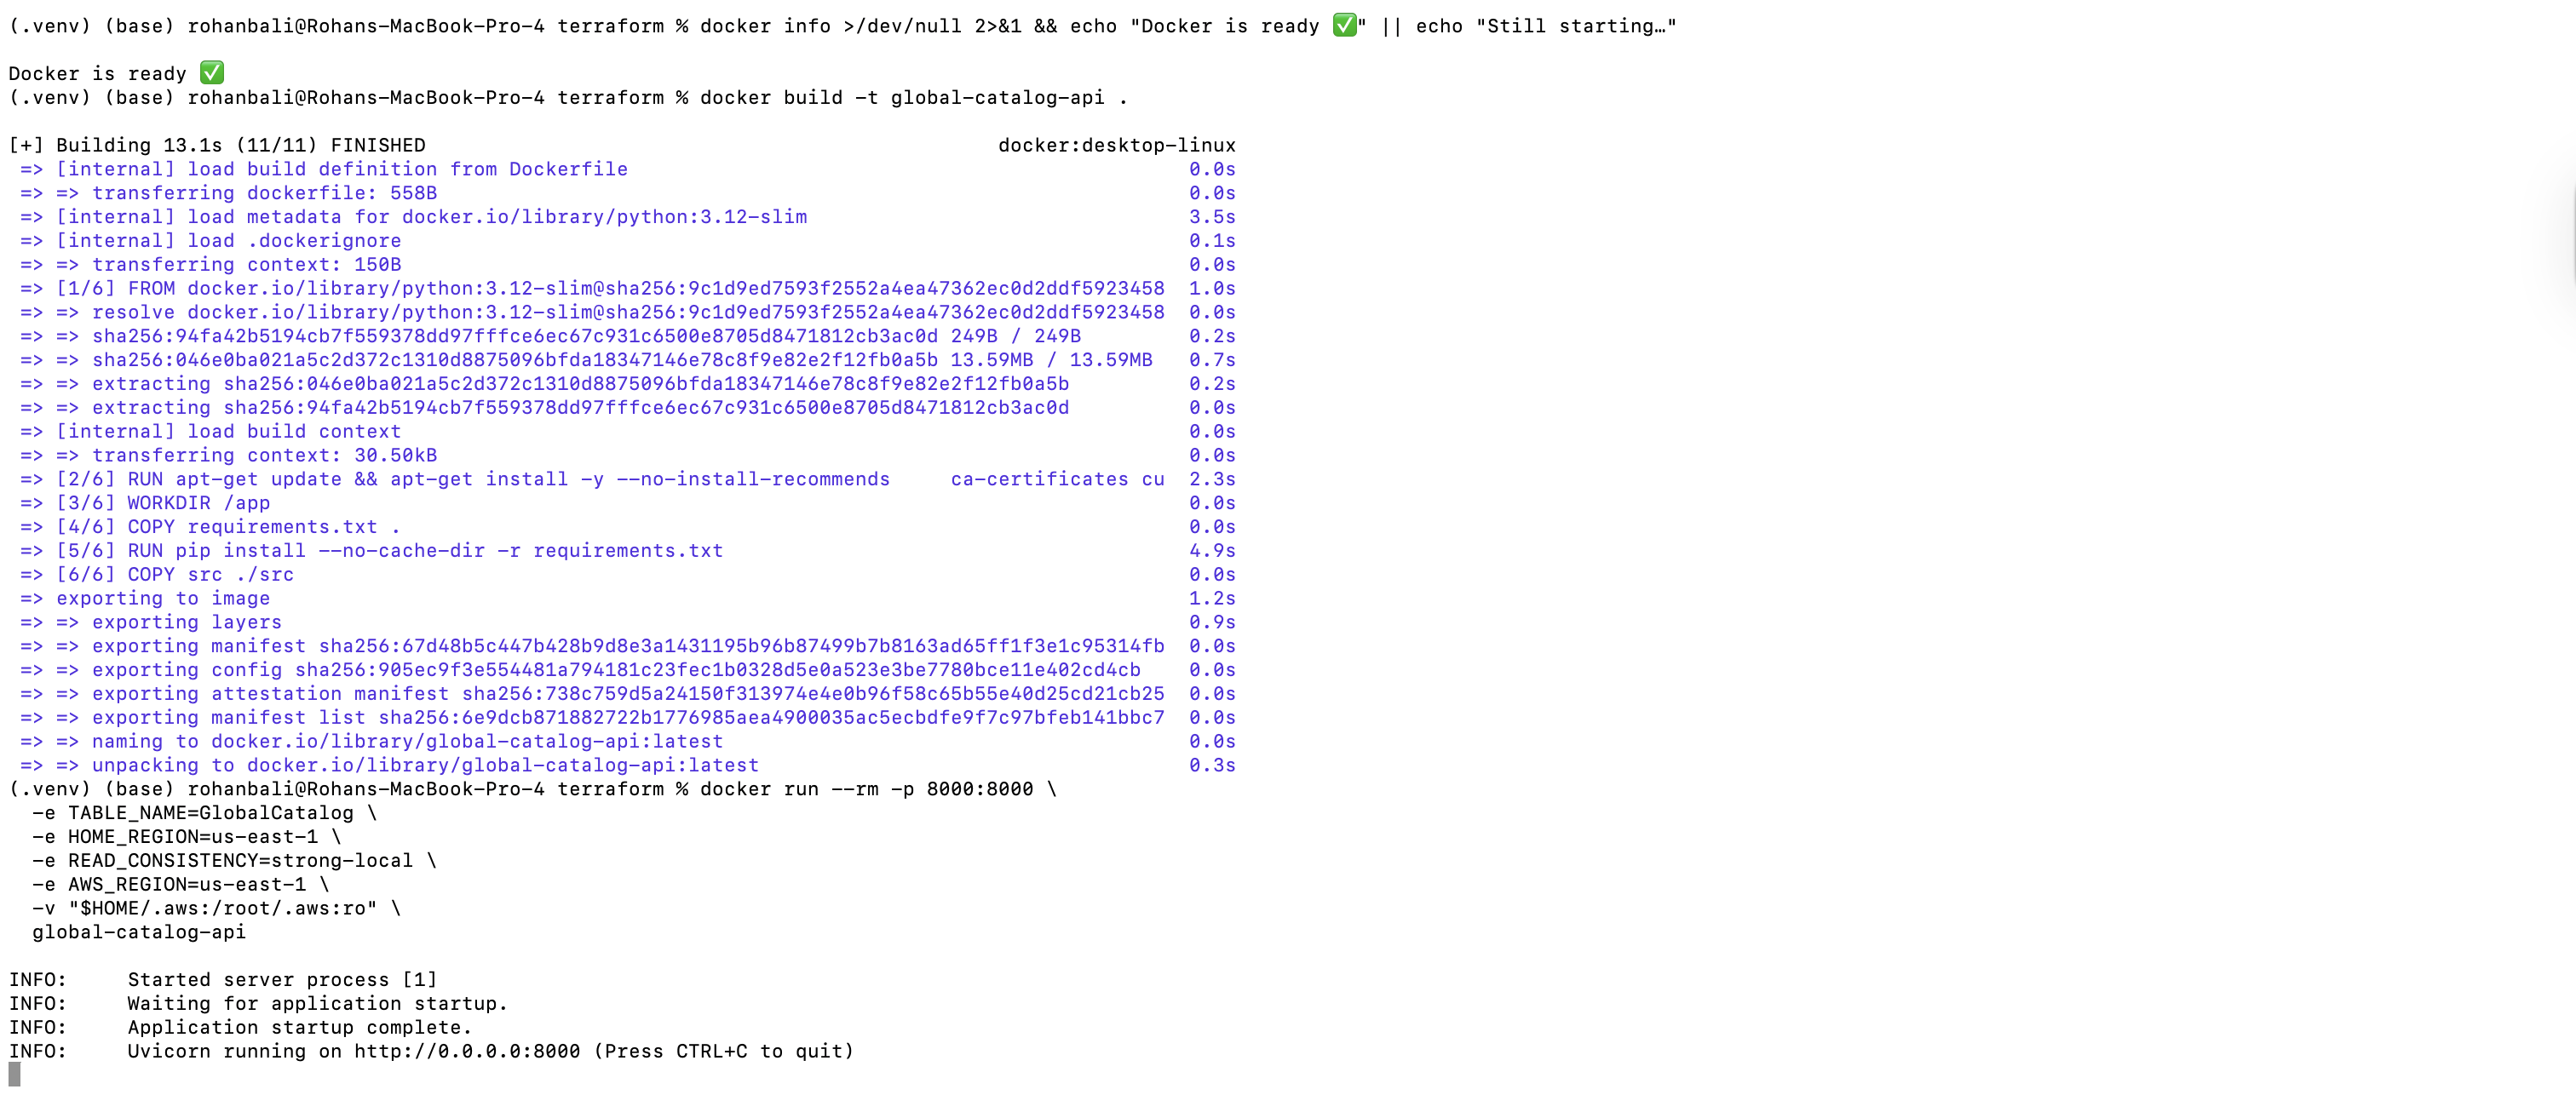 (.venv) (base) rohanbali@Rohans-MacBook-Pro-4 terraform % docker info >/dev/null 2>&1 && echo "Docker is ready ✅" || echo "Still starting…"
Docker is ready ✅
(.venv) (base) rohanbali@Rohans-MacBook-Pro-4 terraform % docker build -t global-catalog-api .
[+] Building 13.1s (11/11) FINISHED docker:desktop-linux
=> [internal] load build definition from Dockerfile 0.0s
=> => transferring dockerfile: 558B 0.0s
=> [internal] load metadata for docker.io/library/python:3.12-slim 3.5s
=> [internal] load .dockerignore 0.1s
=> => transferring context: 150B 0.0s
=> [1/6] FROM docker.io/library/python:3.12-slim@sha256:9c1d9ed7593f2552a4ea47362ec0d2ddf5923458 1.0s
=> => resolve docker.io/library/python:3.12-slim@sha256:9c1d9ed7593f2552a4ea47362ec0d2ddf5923458 0.0s
=> => sha256:94fa42b5194cb7f559378dd97fffce6ec67c931c6500e8705d8471812cb3ac0d 249B / 249B 0.2s
=> => sha256:046e0ba021a5c2d372c1310d8875096bfda18347146e78c8f9e82e2f12fb0a5b 13.59MB / 13.59MB 0.7s
=> => extracting sha256:046e0ba021a5c2d372c1310d8875096bfda18347146e78c8f9e82e2f12fb0a5b 0.2s
=> => extracting sha256:94fa42b5194cb7f559378dd97fffce6ec67c931c6500e8705d8471812cb3ac0d 0.0s
=> [internal] load build context 0.0s
=> => transferring context: 30.50kB 0.0s
=> [2/6] RUN apt-get update && apt-get install -y --no-install-recommends     ca-certificates cu 2.3s
=> [3/6] WORKDIR /app 0.0s
=> [4/6] COPY requirements.txt . 0.0s
=> [5/6] RUN pip install --no-cache-dir -r requirements.txt 4.9s
=> [6/6] COPY src ./src 0.0s
=> exporting to image 1.2s
=> => exporting layers 0.9s
=> => exporting manifest sha256:67d48b5c447b428b9d8e3a1431195b96b87499b7b8163ad65ff1f3e1c95314fb 0.0s
=> => exporting config sha256:905ec9f3e554481a794181c23fec1b0328d5e0a523e3be7780bce11e402cd4cb 0.0s
=> => exporting attestation manifest sha256:738c759d5a24150f313974e4e0b96f58c65b55e40d25cd21cb25 0.0s
=> => exporting manifest list sha256:6e9dcb871882722b1776985aea4900035ac5ecbdfe9f7c97bfeb141bbc7 0.0s
=> => naming to docker.io/library/global-catalog-api:latest 0.0s
=> => unpacking to docker.io/library/global-catalog-api:latest 0.3s
(.venv) (base) rohanbali@Rohans-MacBook-Pro-4 terraform % docker run --rm -p 8000:8000 \
-e TABLE_NAME=GlobalCatalog \
-e HOME_REGION=us-east-1 \
-e READ_CONSISTENCY=strong-local \
-e AWS_REGION=us-east-1 \
-v "$HOME/.aws:/root/.aws:ro" \
global-catalog-api
INFO:     Started server process [1]
INFO:     Waiting for application startup.
INFO:     Application startup complete.
INFO:     Uvicorn running on http://0.0.0.0:8000 (Press CTRL+C to quit)